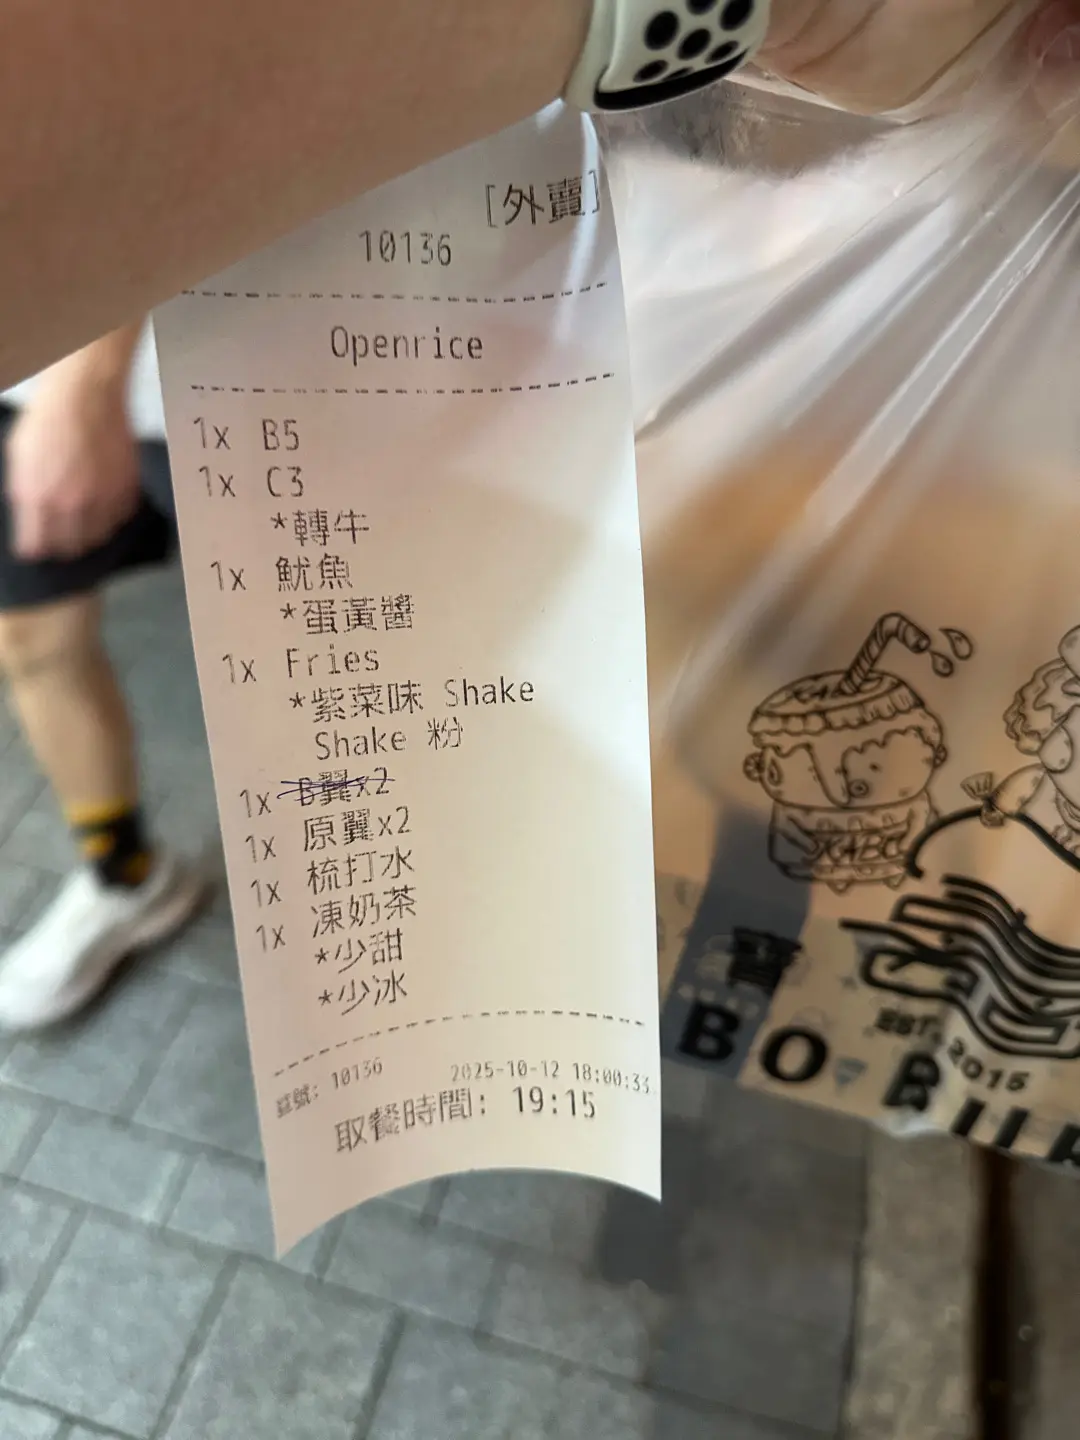 [外賣]
10136
Openrice
1x B5
1x C3
*轉牛
1x 魷魚
*蛋黃醬
1x Fries
*紫菜味 Shake
Shake 粉
1x B翼x2
1x 原翼x2
1x 梳打水
1x 凍奶茶
*少甜
*少冰
單號: 10136
2025-10-12 18:00:33
取餐時間: 19:15
EST. 2015
BO